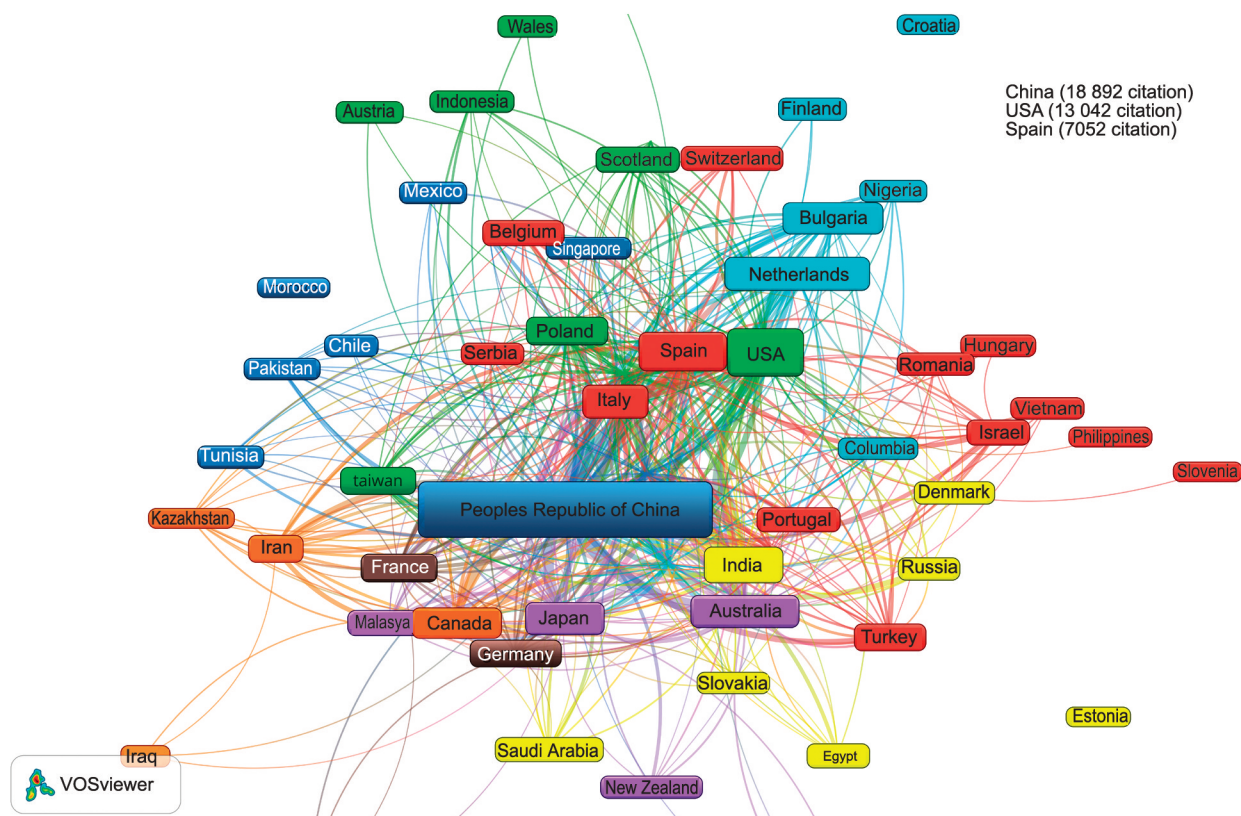 Wales
Croatia
China (18 892 citation)
USA (13 042 citation)
Spain (7052 citation)
Indonesia
Austria
Finland
Scotland
Switzerland
Mexico
Nigeria
Bulgaria
Belgium
Singapore
Netherlands
Morocco
Poland
Chile
Serbia
Spain
USA
Hungary
Romania
Pakistan
Italy
Vietnam
Israel
Philippines
Tunisia
Columbia
Slovenia
taiwan
Denmark
Peoples Republic of China
Kazakhstan
Portugal
Iran
France
India
Russia
Malasya
Canada
Japan
Australia
Turkey
Germany
Slovakia
Estonia
Saudi Arabia
Egypt
Iraq
New Zealand
VOSviewer